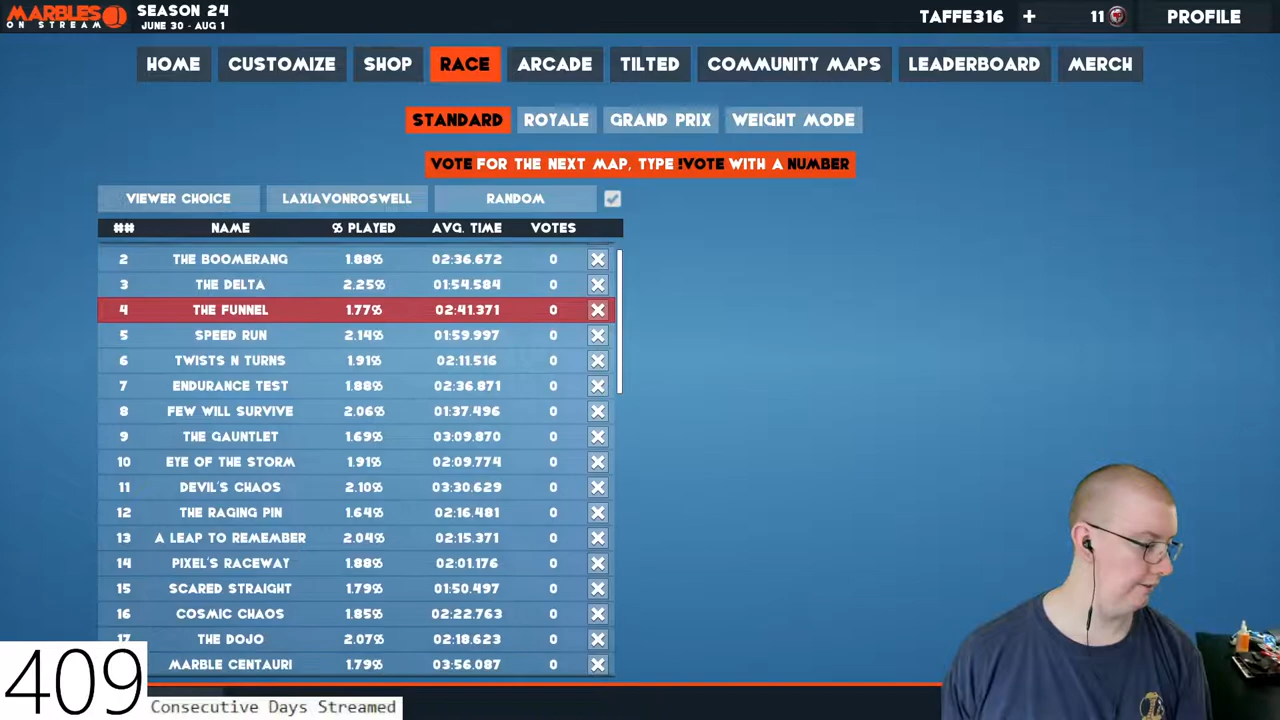 MARBLES
ON STREAM
SEASON 24
JUNE 30 - AUG 1
TAFFE316 + 11 PROFILE
HOME CUSTOMIZE SHOP RACE ARCADE TILTED COMMUNITY MAPS LEADERBOARD MERCH
STANDARD ROYALE GRAND PRIX WEIGHT MODE
VOTE FOR THE NEXT MAP, TYPE !VOTE WITH A NUMBER
VIEWER CHOICE LAXIAVONROSWELL RANDOM
## NAME % PLAYED AVG. TIME VOTES
2 THE BOOMERANG 1.88% 02:36.672 0
3 THE DELTA 2.25% 01:54.584 0
4 THE FUNNEL 1.77% 02:41.371 0
5 SPEED RUN 2.14% 01:59.997 0
6 TWISTS N TURNS 1.91% 02:11.516 0
7 ENDURANCE TEST 1.88% 02:36.871 0
8 FEW WILL SURVIVE 2.06% 01:37.496 0
9 THE GAUNTLET 1.69% 03:09.870 0
10 EYE OF THE STORM 1.91% 02:09.774 0
11 DEVIL'S CHAOS 2.10% 03:30.629 0
12 THE RAGING PIN 1.64% 02:16.481 0
13 A LEAP TO REMEMBER 2.04% 02:15.371 0
14 PIXEL'S RACEWAY 1.88% 02:01.176 0
15 SCARED STRAIGHT 1.79% 01:50.497 0
16 COSMIC CHAOS 1.85% 02:22.763 0
17 THE DOJO 2.07% 02:18.623 0
MARBLE CENTAURI 1.79% 03:56.087 0
409
Consecutive Days Streamed